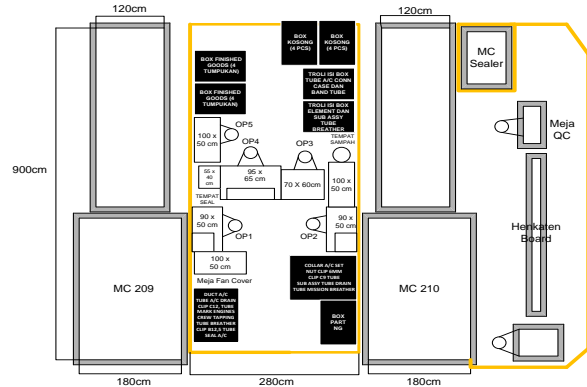 120cm
120cm
BOX
KOSONG
(4 PCS)
BOX
KOSONG
(4 PCS)
MC
Sealer
BOX FINISHED
GOODS (4
TUMPUKAN)
TROLI ISI BOX
TUBE A/C CONN
CASE DAN
BAND TUBE
BOX FINISHED
GOODS (4
TUMPUKAN)
TROLI ISI BOX
ELEMENT DAN
SUB ASSY
TUBE
BREATHER
Meja
QC
OP5
100 x
50 cm
OP4
OP3
TEMPAT
SAMPAH
900cm
55 x
40
cm
95 x
65 cm
70 X 60cm
100 x
50 cm
TEMPAT
SEAL
90 x
50 cm
OP1
OP2
90 x
50 cm
Henkaten
Board
100 x
50 cm
Meja Fan Cover
COLLAR A/C SET
NUT CLIP 6MM
CLIP C9 TUBE
SUB ASSY TUBE DRAIN
TUBE MISSION BREATHER
MC 209
MC 210
DUCT A/C
TUBE A/C DRAIN
CLIP C12, TUBE
MARK ENGINES
CREW TAPPING
TUBE BREATHER
CLIP B12,5 TUBE
SEAL A/C
BOX
PART
NG
180cm
280cm
180cm